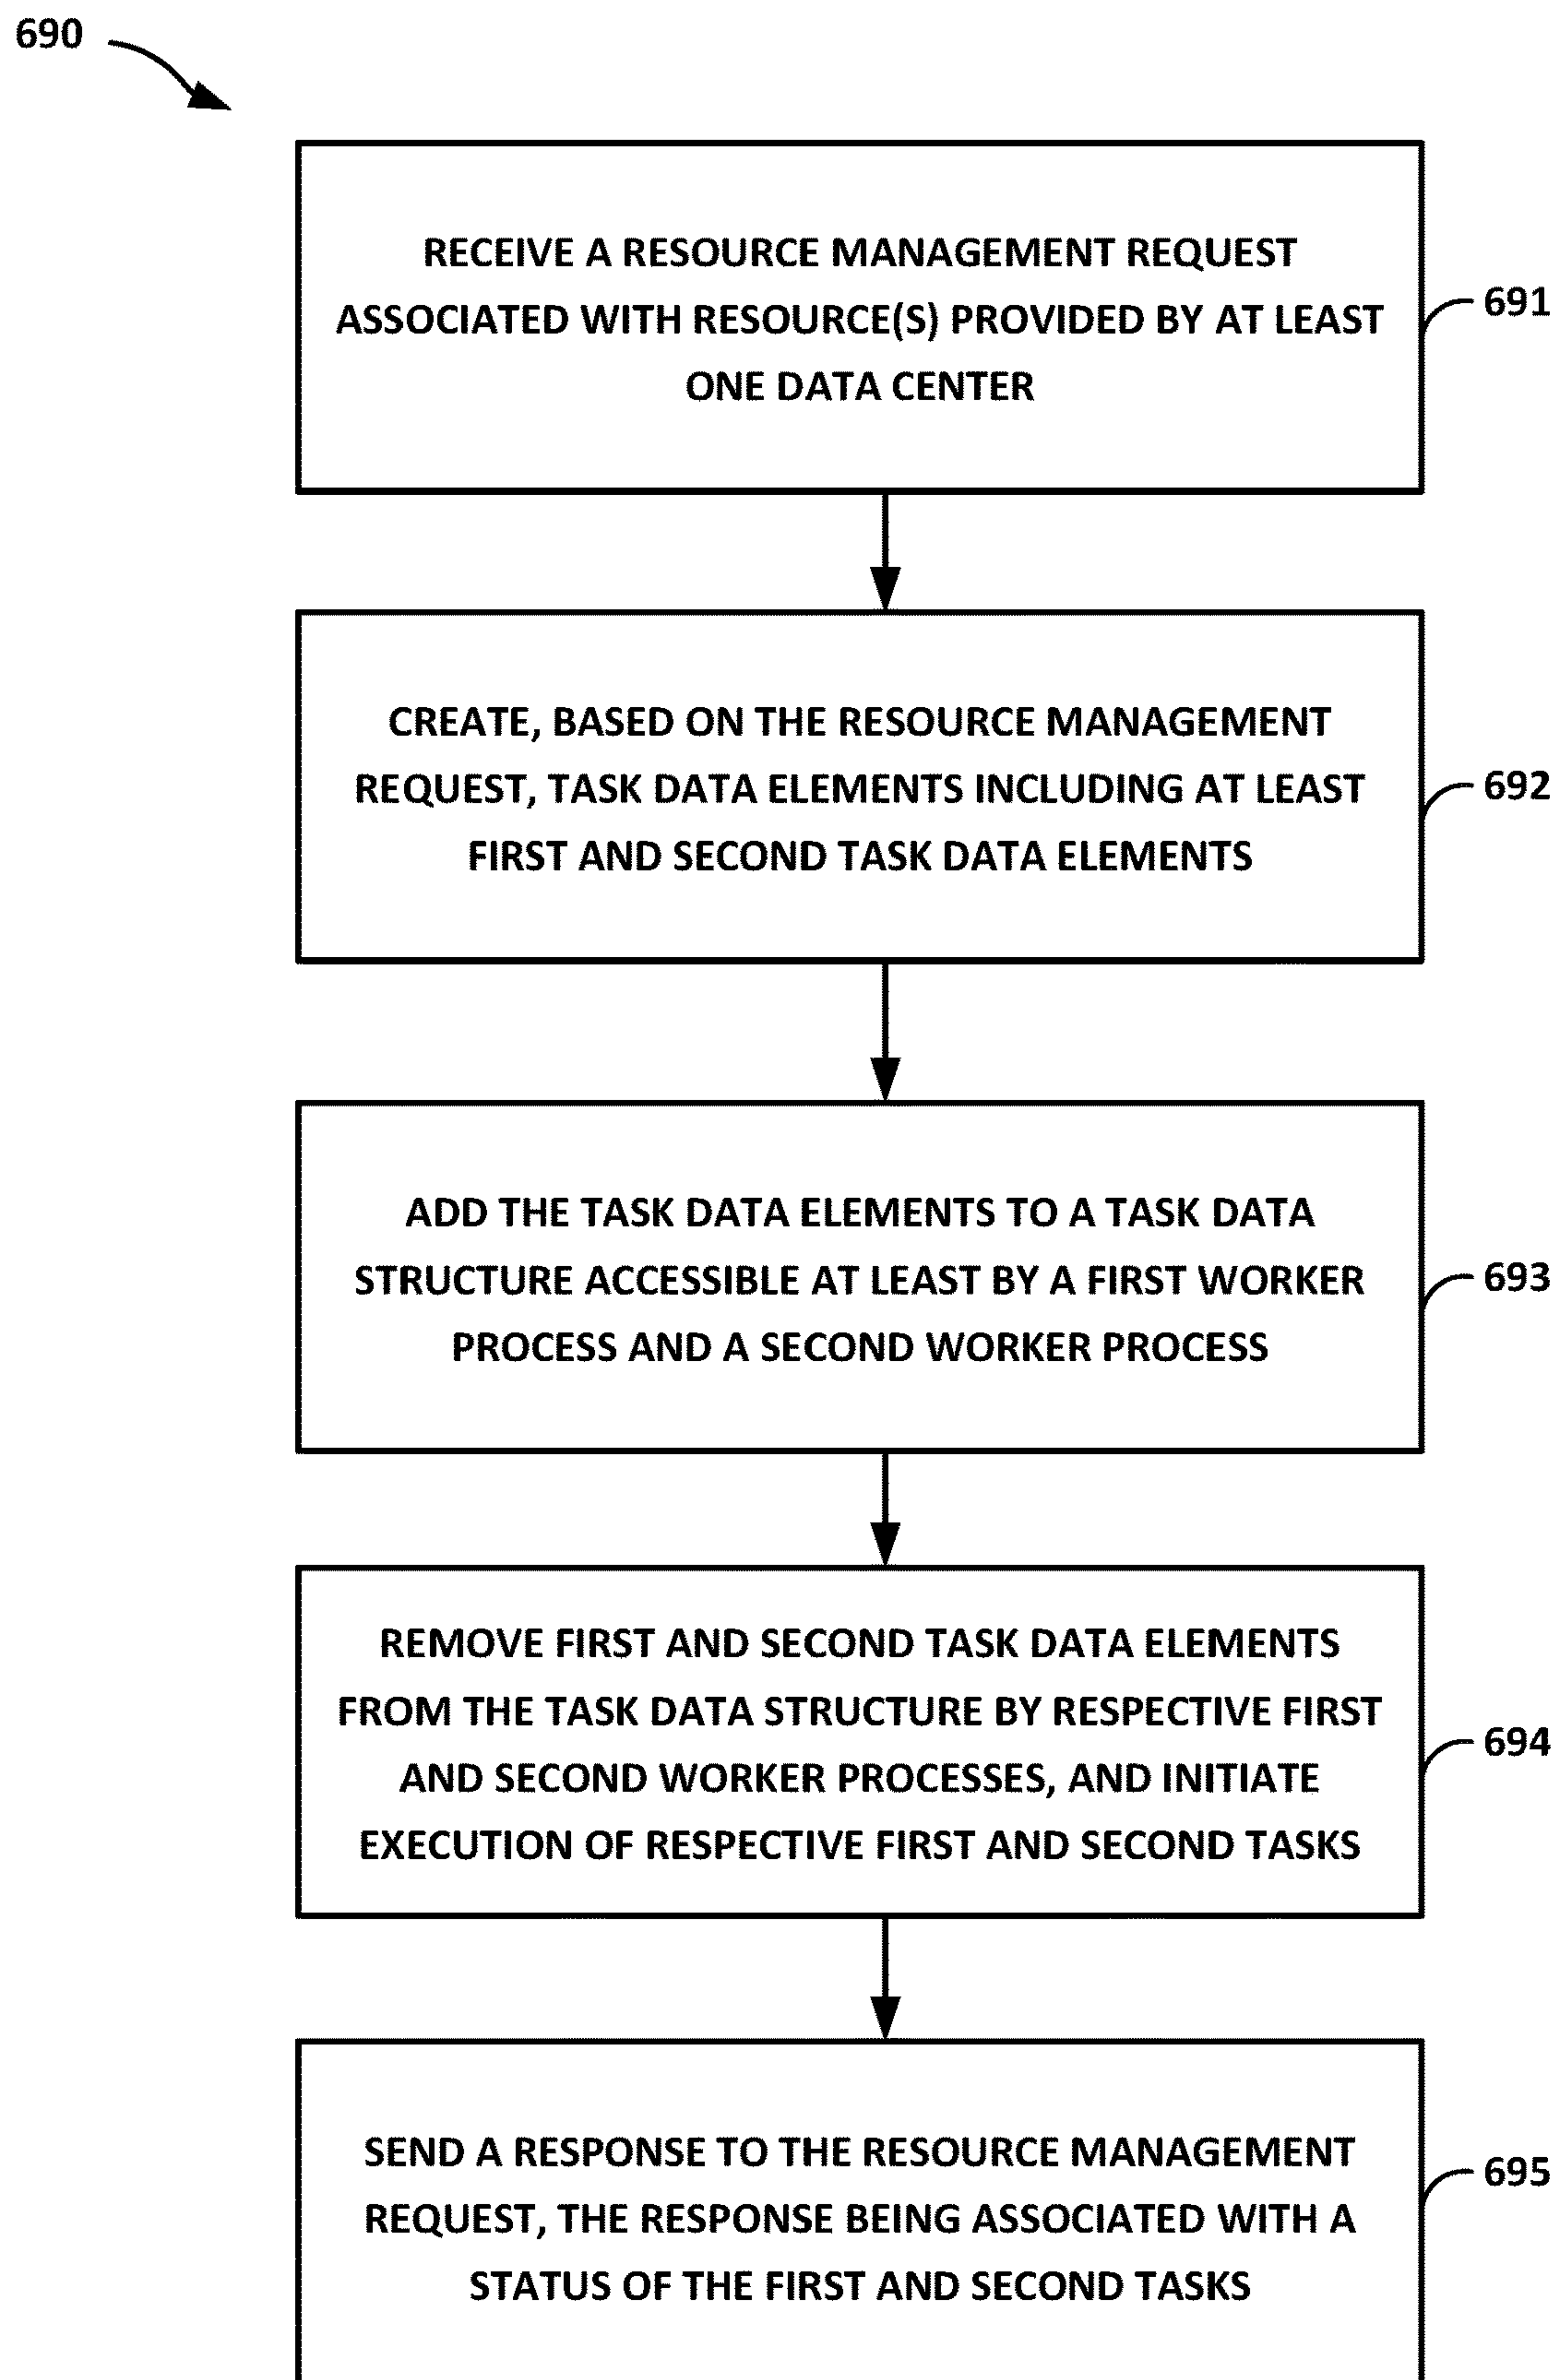 690
RECEIVE A RESOURCE MANAGEMENT REQUEST
ASSOCIATED WITH RESOURCE(S) PROVIDED BY AT LEAST
ONE DATA CENTER
691
CREATE, BASED ON THE RESOURCE MANAGEMENT
REQUEST, TASK DATA ELEMENTS INCLUDING AT LEAST
FIRST AND SECOND TASK DATA ELEMENTS
692
ADD THE TASK DATA ELEMENTS TO A TASK DATA
STRUCTURE ACCESSIBLE AT LEAST BY A FIRST WORKER
PROCESS AND A SECOND WORKER PROCESS
693
REMOVE FIRST AND SECOND TASK DATA ELEMENTS
FROM THE TASK DATA STRUCTURE BY RESPECTIVE FIRST
AND SECOND WORKER PROCESSES, AND INITIATE
EXECUTION OF RESPECTIVE FIRST AND SECOND TASKS
694
SEND A RESPONSE TO THE RESOURCE MANAGEMENT
REQUEST, THE RESPONSE BEING ASSOCIATED WITH A
STATUS OF THE FIRST AND SECOND TASKS
695